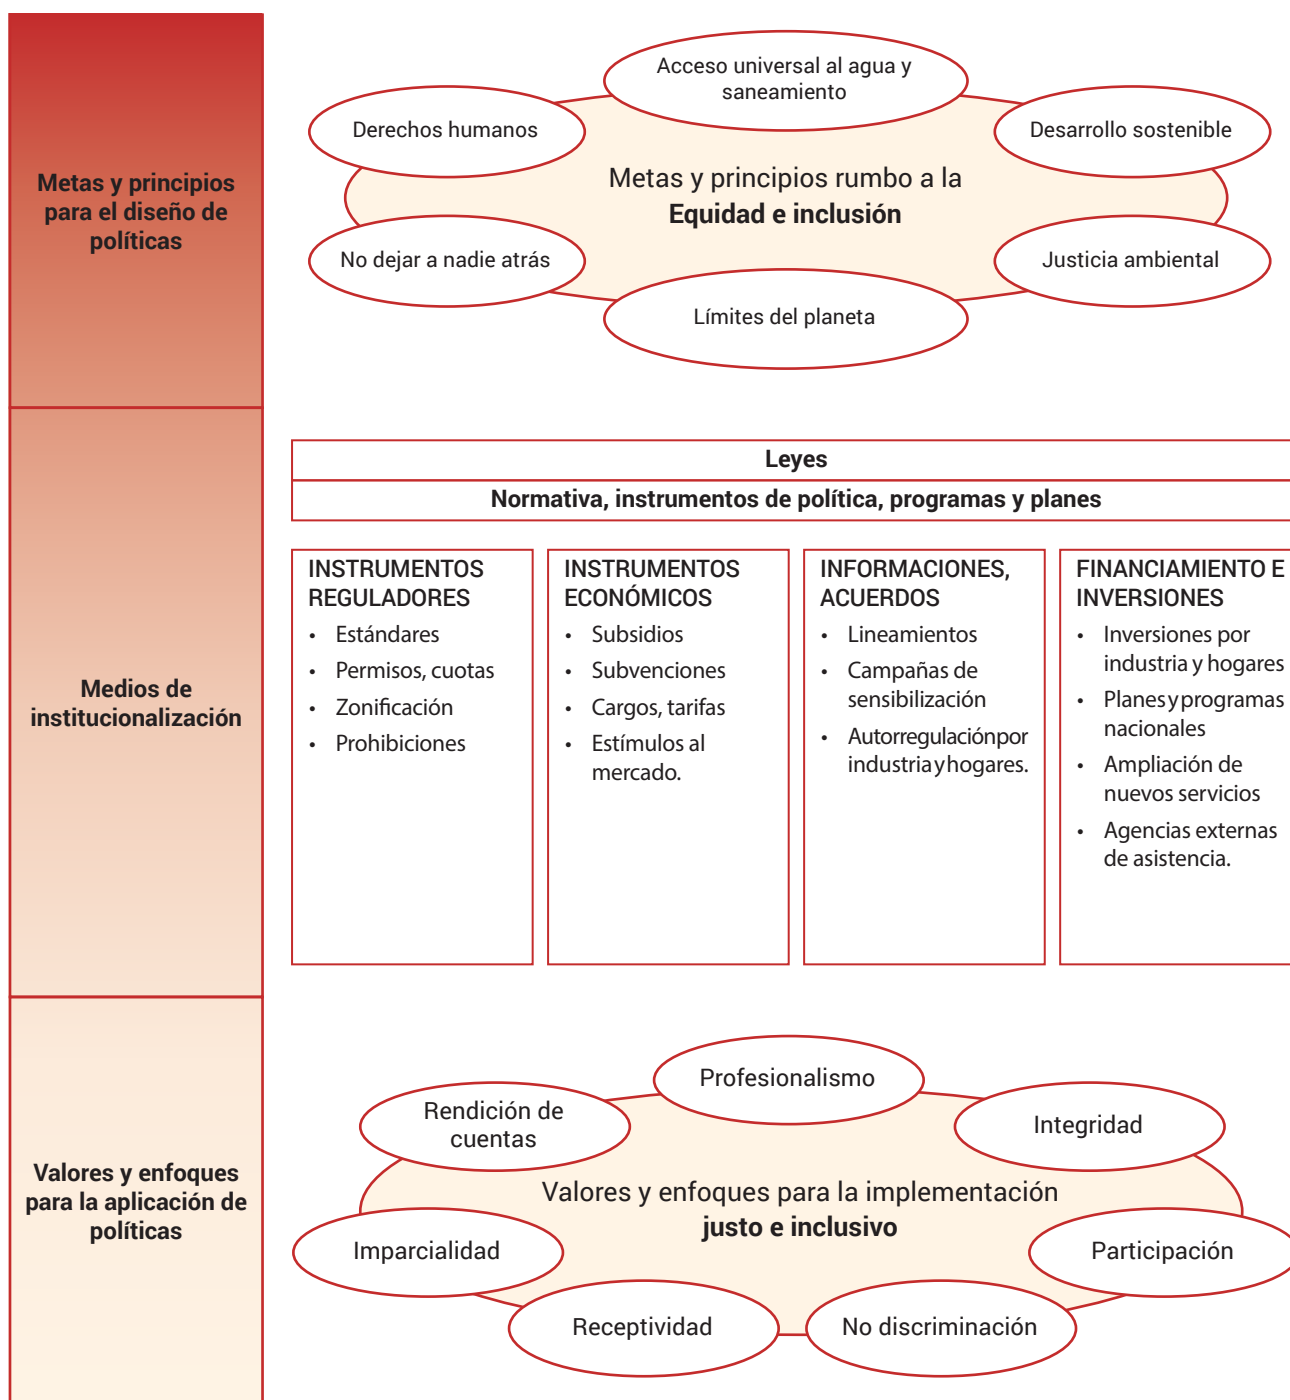 Metas y principios
para el diseño de
políticas
Acceso universal al agua y
saneamiento
Derechos humanos
Desarrollo sostenible
Metas y principios rumbo a la
Equidad e inclusión
No dejar a nadie atrás
Justicia ambiental
Límites del planeta
Medios de
institucionalización
Leyes
Normativa, instrumentos de política, programas y planes
INSTRUMENTOS
REGULADORES
• Estándares
• Permisos, cuotas
• Zonificación
• Prohibiciones
INSTRUMENTOS
ECONÓMICOS
• Subsidios
• Subvenciones
• Cargos, tarifas
• Estímulos al
mercado.
INFORMACIONES,
ACUERDOS
• Lineamientos
• Campañas de
sensibilización
• Autorregulaciónpor
industriayhogares.
FINANCIAMIENTO E
INVERSIONES
• Inversiones por
industria y hogares
• Planesyprogramas
nacionales
• Ampliación de
nuevos servicios
• Agencias externas
de asistencia.
Valores y enfoques
para la aplicación de
políticas
Profesionalismo
Rendición de
cuentas
Integridad
Valores y enfoques para la implementación
justo e inclusivo
Imparcialidad
Participación
Receptividad
No discriminación